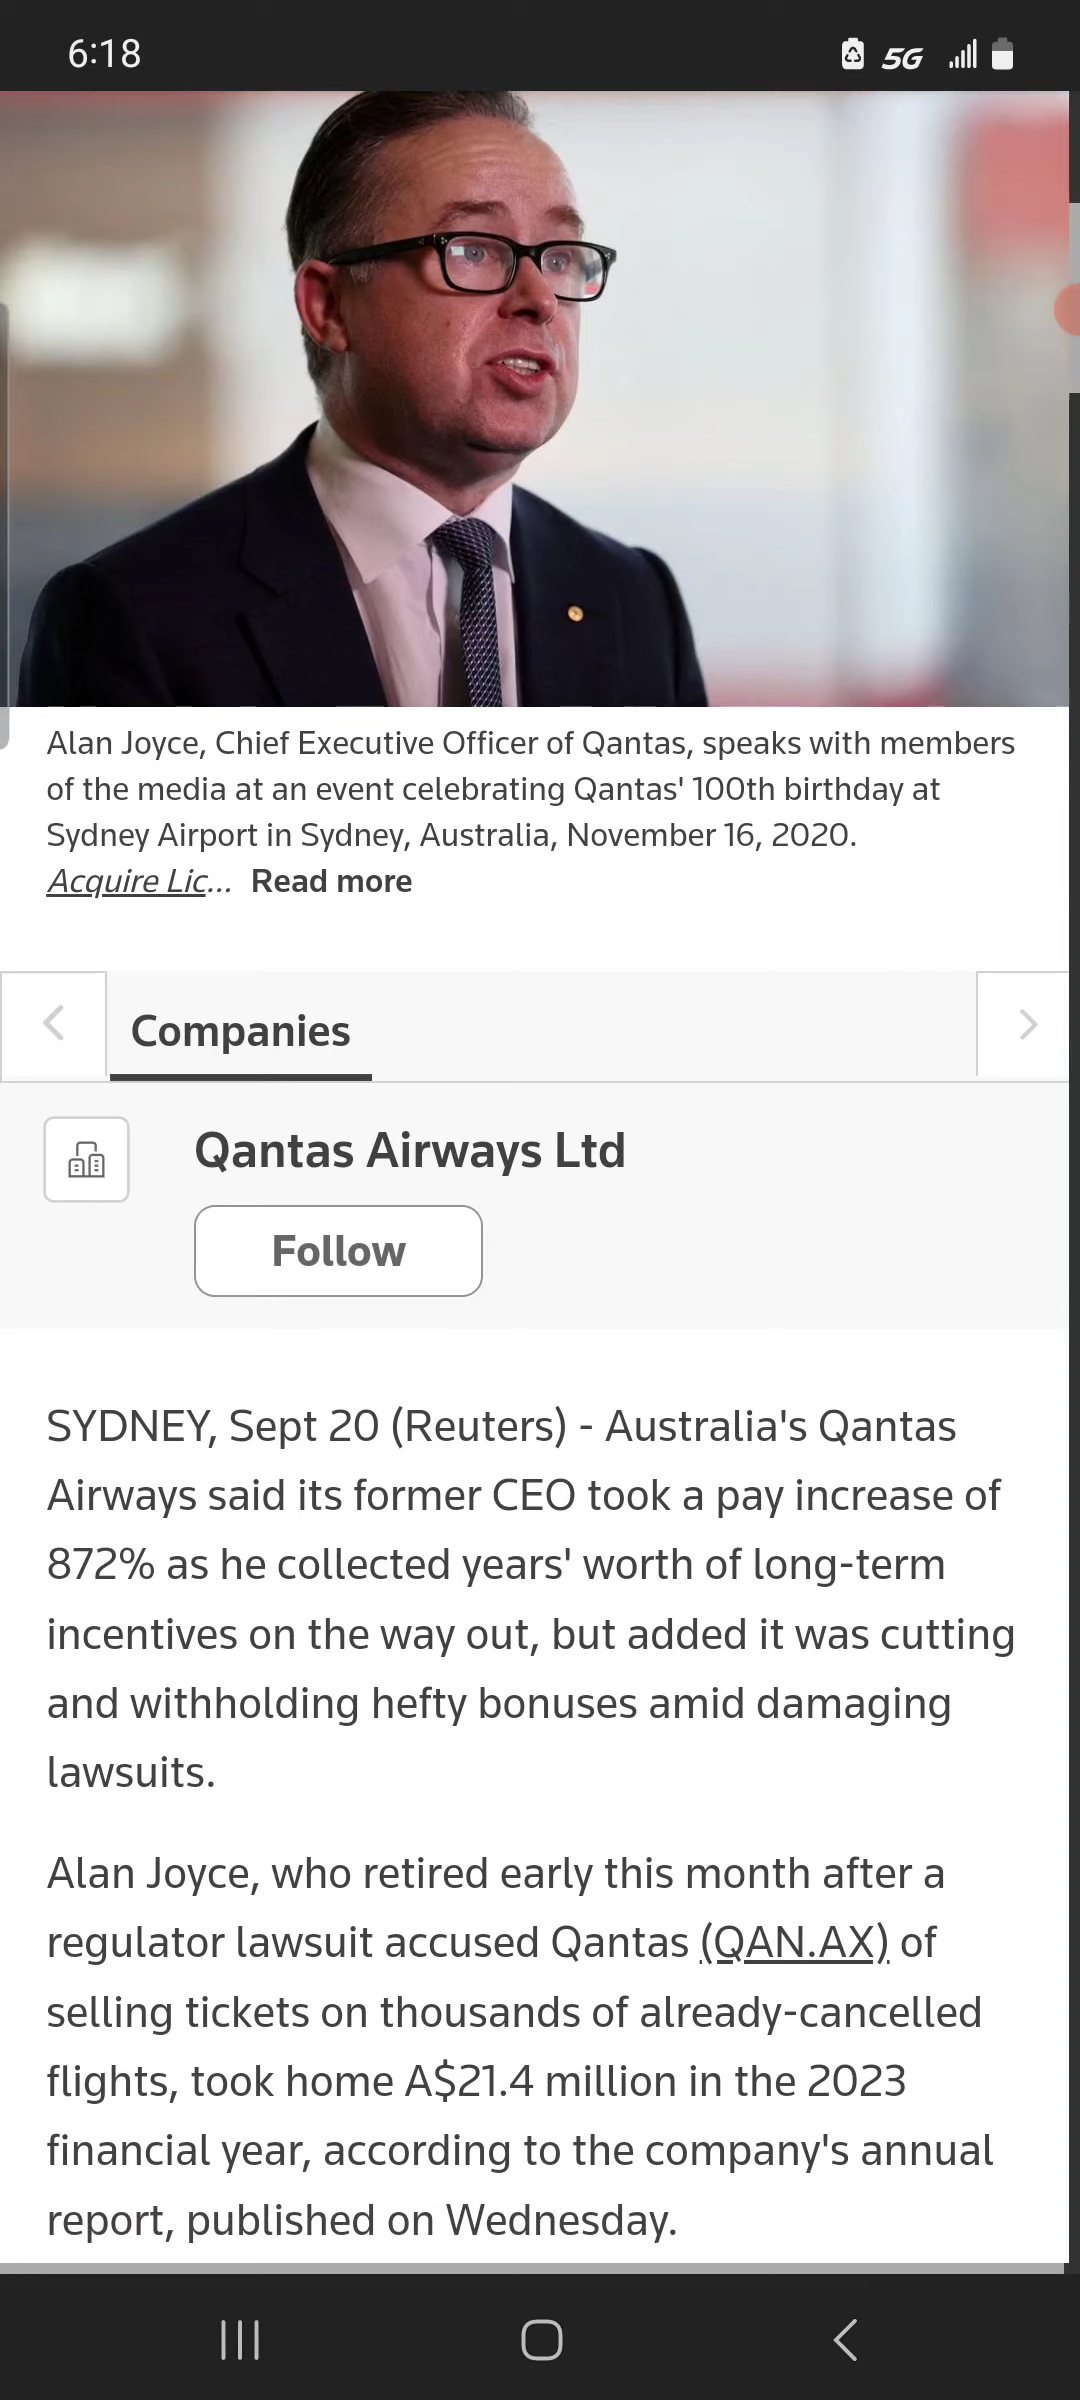 6:18
5G
Alan Joyce, Chief Executive Officer of Qantas, speaks with members
of the media at an event celebrating Qantas' 100th birthday at
Sydney Airport in Sydney, Australia, November 16, 2020.
Acquire Lic... Read more
Companies
Qantas Airways Ltd
Follow
SYDNEY, Sept 20 (Reuters) - Australia's Qantas
Airways said its former CEO took a pay increase of
872% as he collected years' worth of long-term
incentives on the way out, but added it was cutting
and withholding hefty bonuses amid damaging
lawsuits.
Alan Joyce, who retired early this month after a
regulator lawsuit accused Qantas (QAN.AX) of
selling tickets on thousands of already-cancelled
flights, took home A$21.4 million in the 2023
financial year, according to the company's annual
report, published on Wednesday.